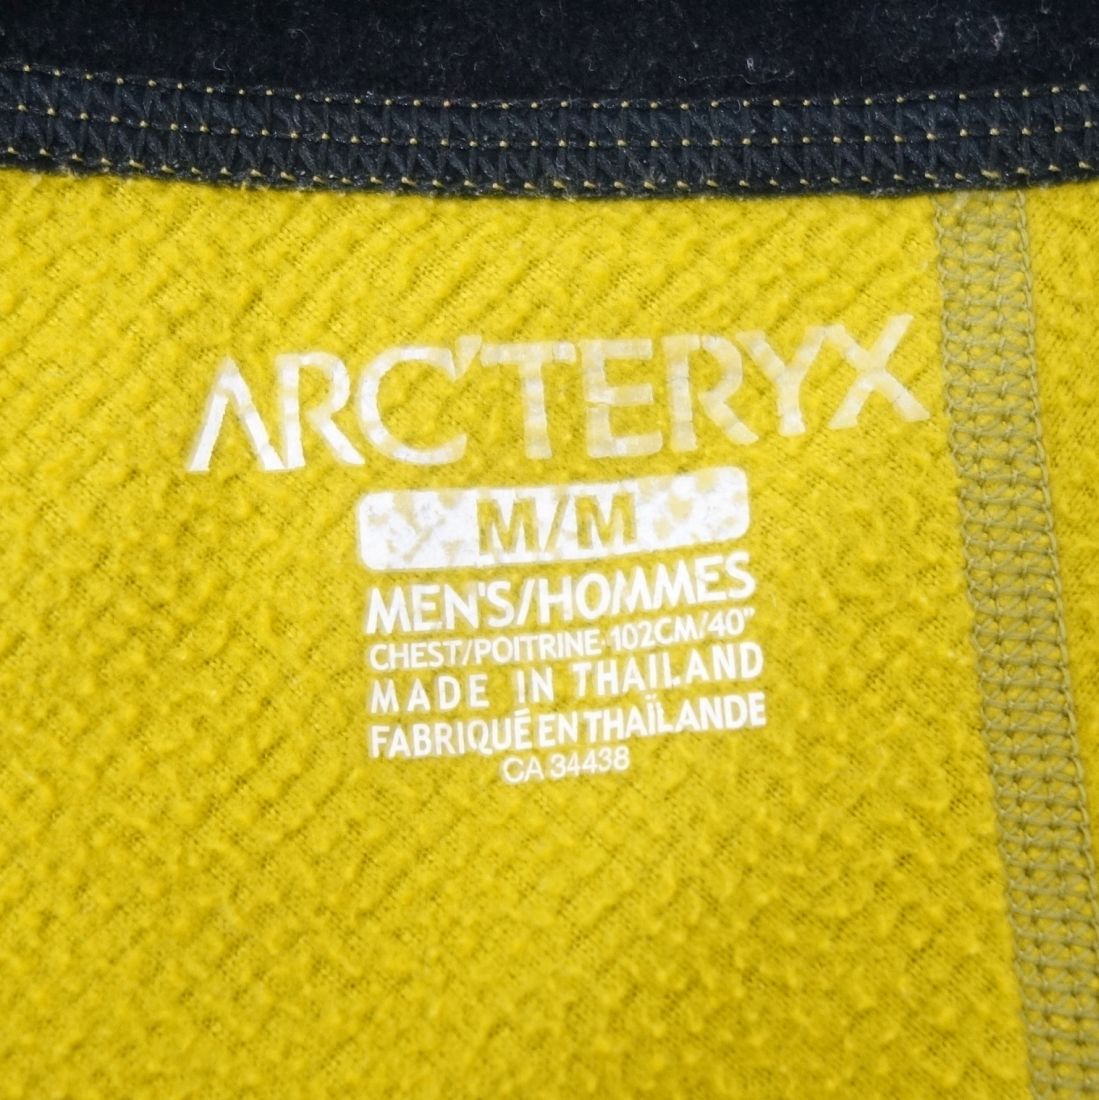 ARC'TERYX
M/M
MEN'S/HOMMES
CHEST/POITRINE 102CM/40"
MADE IN THAILAND
FABRIQUÉ EN THAÏLANDE
CA 34438